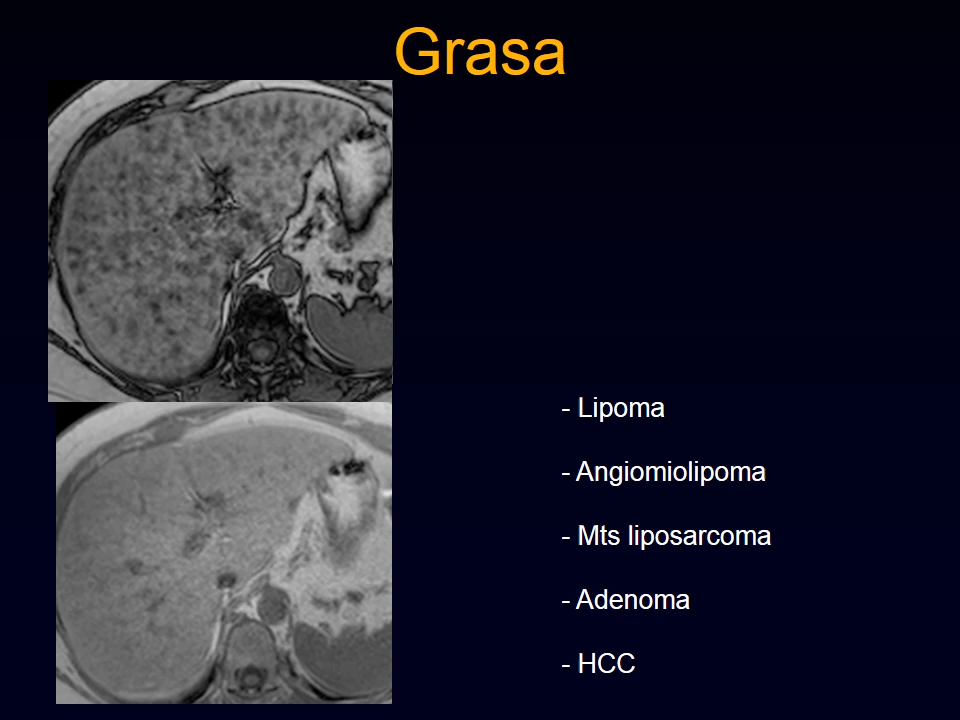 Grasa
- Lipoma
- Angiomiolipoma
- Mts liposarcoma
- Adenoma
- HCC